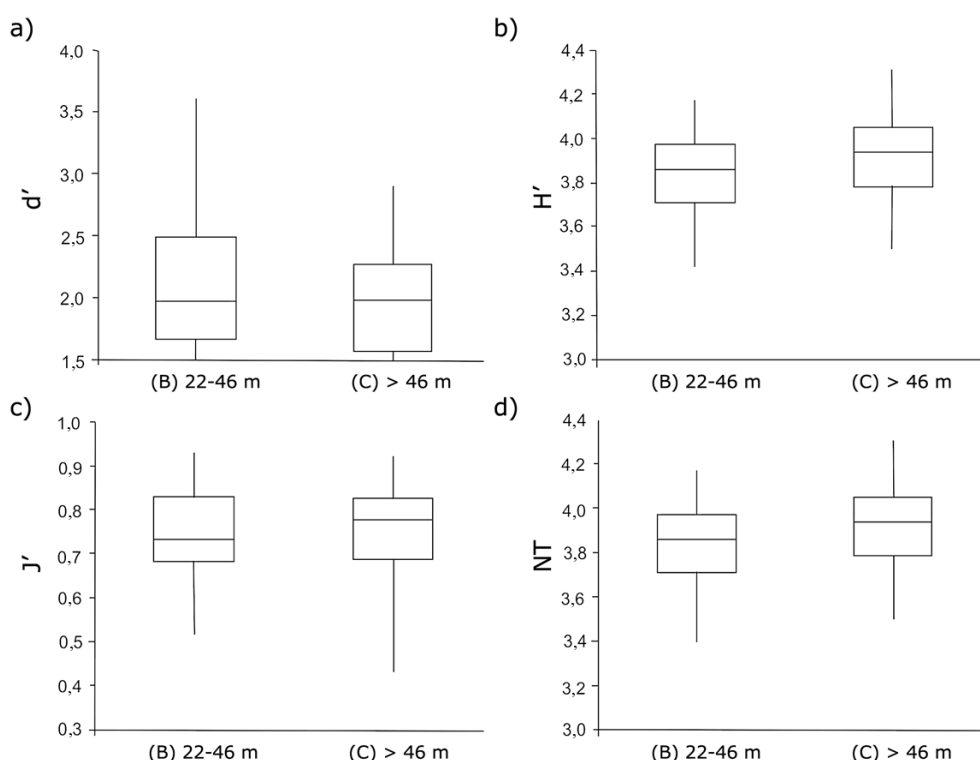 a)
4,0
3,5
3,0
2,5
2,0
1,5
d′
(B) 22-46 m
(C) > 46 m
b)
4,4
4,2
4,0
3,8
3,6
3,4
3,2
3,0
H′
(B) 22-46 m
(C) > 46 m
c)
1,0
0,9
0,8
0,7
0,6
0,5
0,4
0,3
J′
(B) 22-46 m
(C) > 46 m
d)
4,4
4,2
4,0
3,8
3,6
3,4
3,2
3,0
NT
(B) 22-46 m
(C) > 46 m